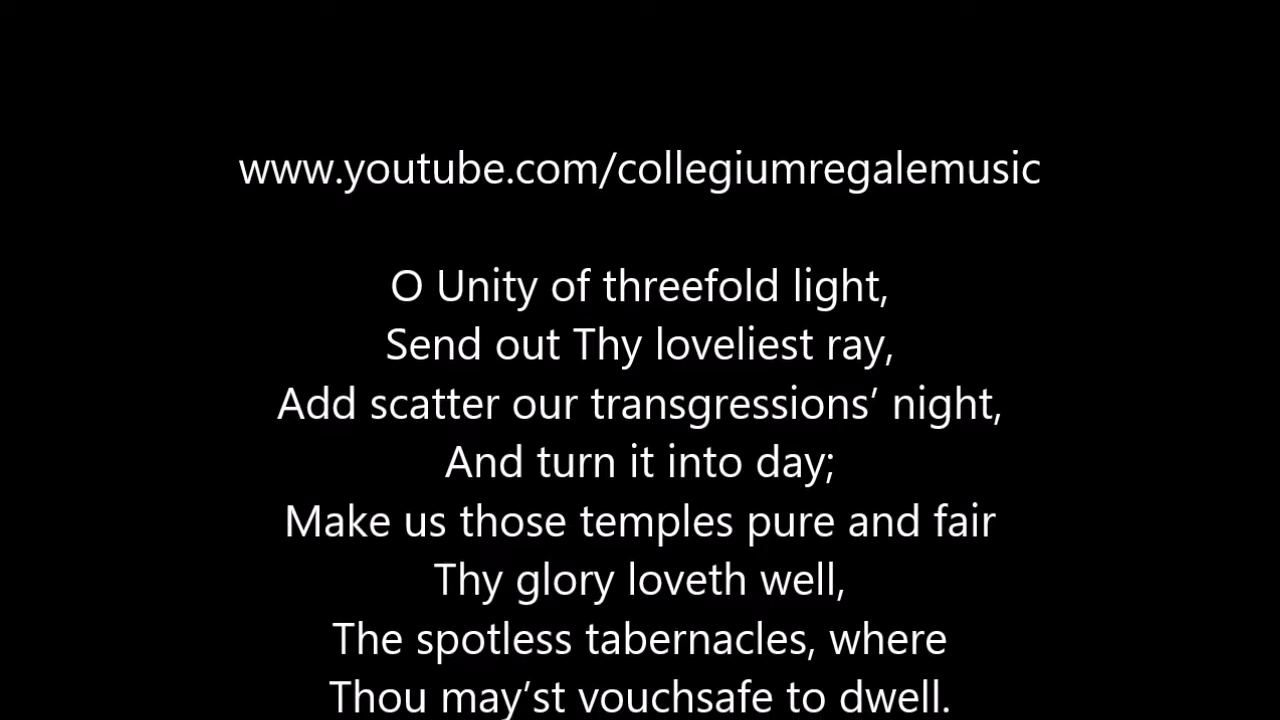 www.youtube.com/collegiumregalemusic
O Unity of threefold light,
Send out Thy loveliest ray,
Add scatter our transgressions’ night,
And turn it into day;
Make us those temples pure and fair
Thy glory loveth well,
The spotless tabernacles, where
Thou may’st vouchsafe to dwell.